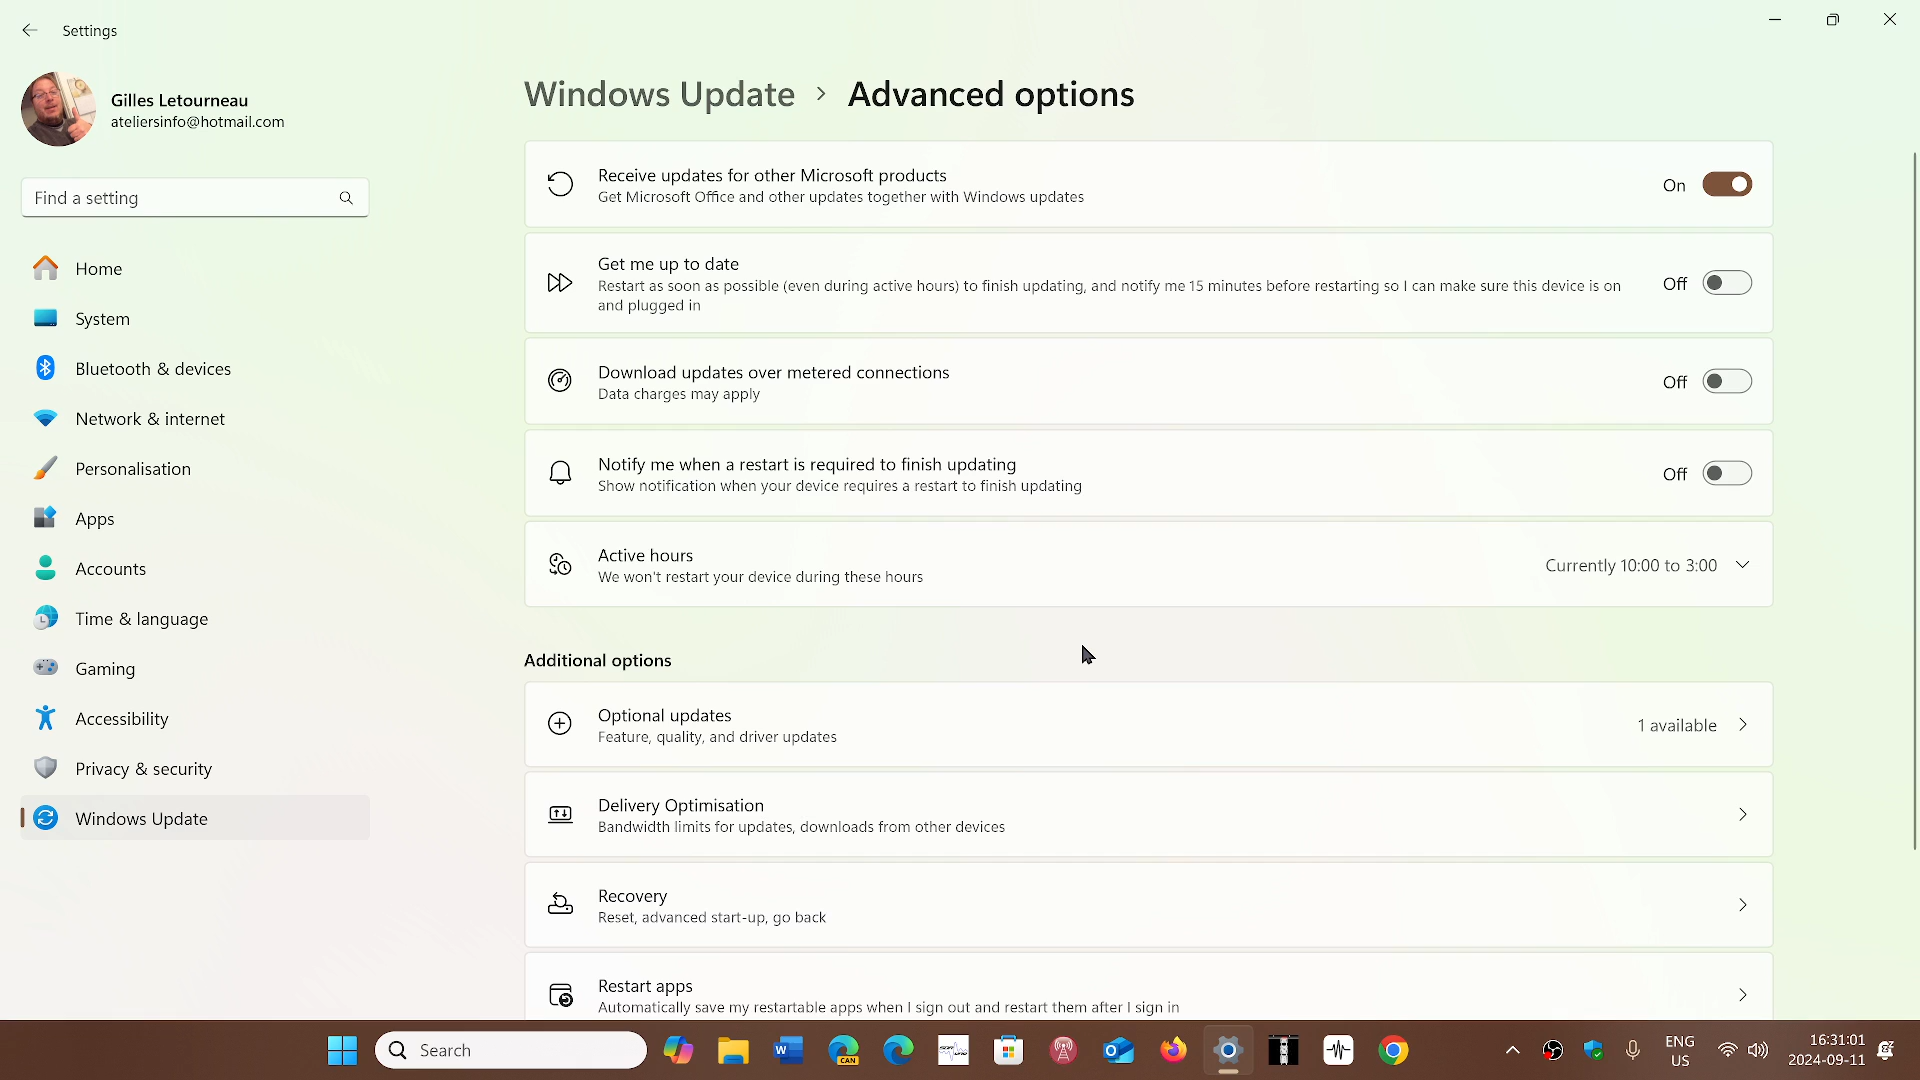 Settings
Gilles Letourneau
ateliersinfo@hotmail.com
Find a setting
Home
System
Bluetooth & devices
Network & internet
Personalisation
Apps
Accounts
Time & language
Gaming
Accessibility
Privacy & security
Windows Update
Windows Update > Advanced options
Receive updates for other Microsoft products
Get Microsoft Office and other updates together with Windows updates
On
Get me up to date
Restart as soon as possible (even during active hours) to finish updating, and notify me 15 minutes before restarting so I can make sure this device is on
and plugged in
Off
Download updates over metered connections
Data charges may apply
Off
Notify me when a restart is required to finish updating
Show notification when your device requires a restart to finish updating
Off
Active hours
We won't restart your device during these hours
Currently 10:00 to 3:00
Additional options
Optional updates
Feature, quality, and driver updates
1 available
Delivery Optimisation
Bandwidth limits for updates, downloads from other devices
Recovery
Reset, advanced start-up, go back
Restart apps
Automatically save my restartable apps when I sign out and restart them after I sign in
Search
W
CAN
ENG
US
16:31:01
2024-09-11